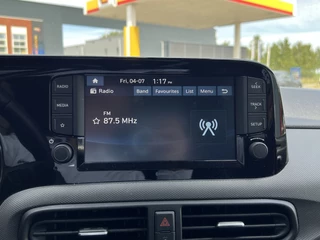 RADIO
MEDIA
Fri, 04-07 1:17 PM
Radio Band Favourites List Menu
FM
87.5 MHz
SEEK
TRACK
SETUP